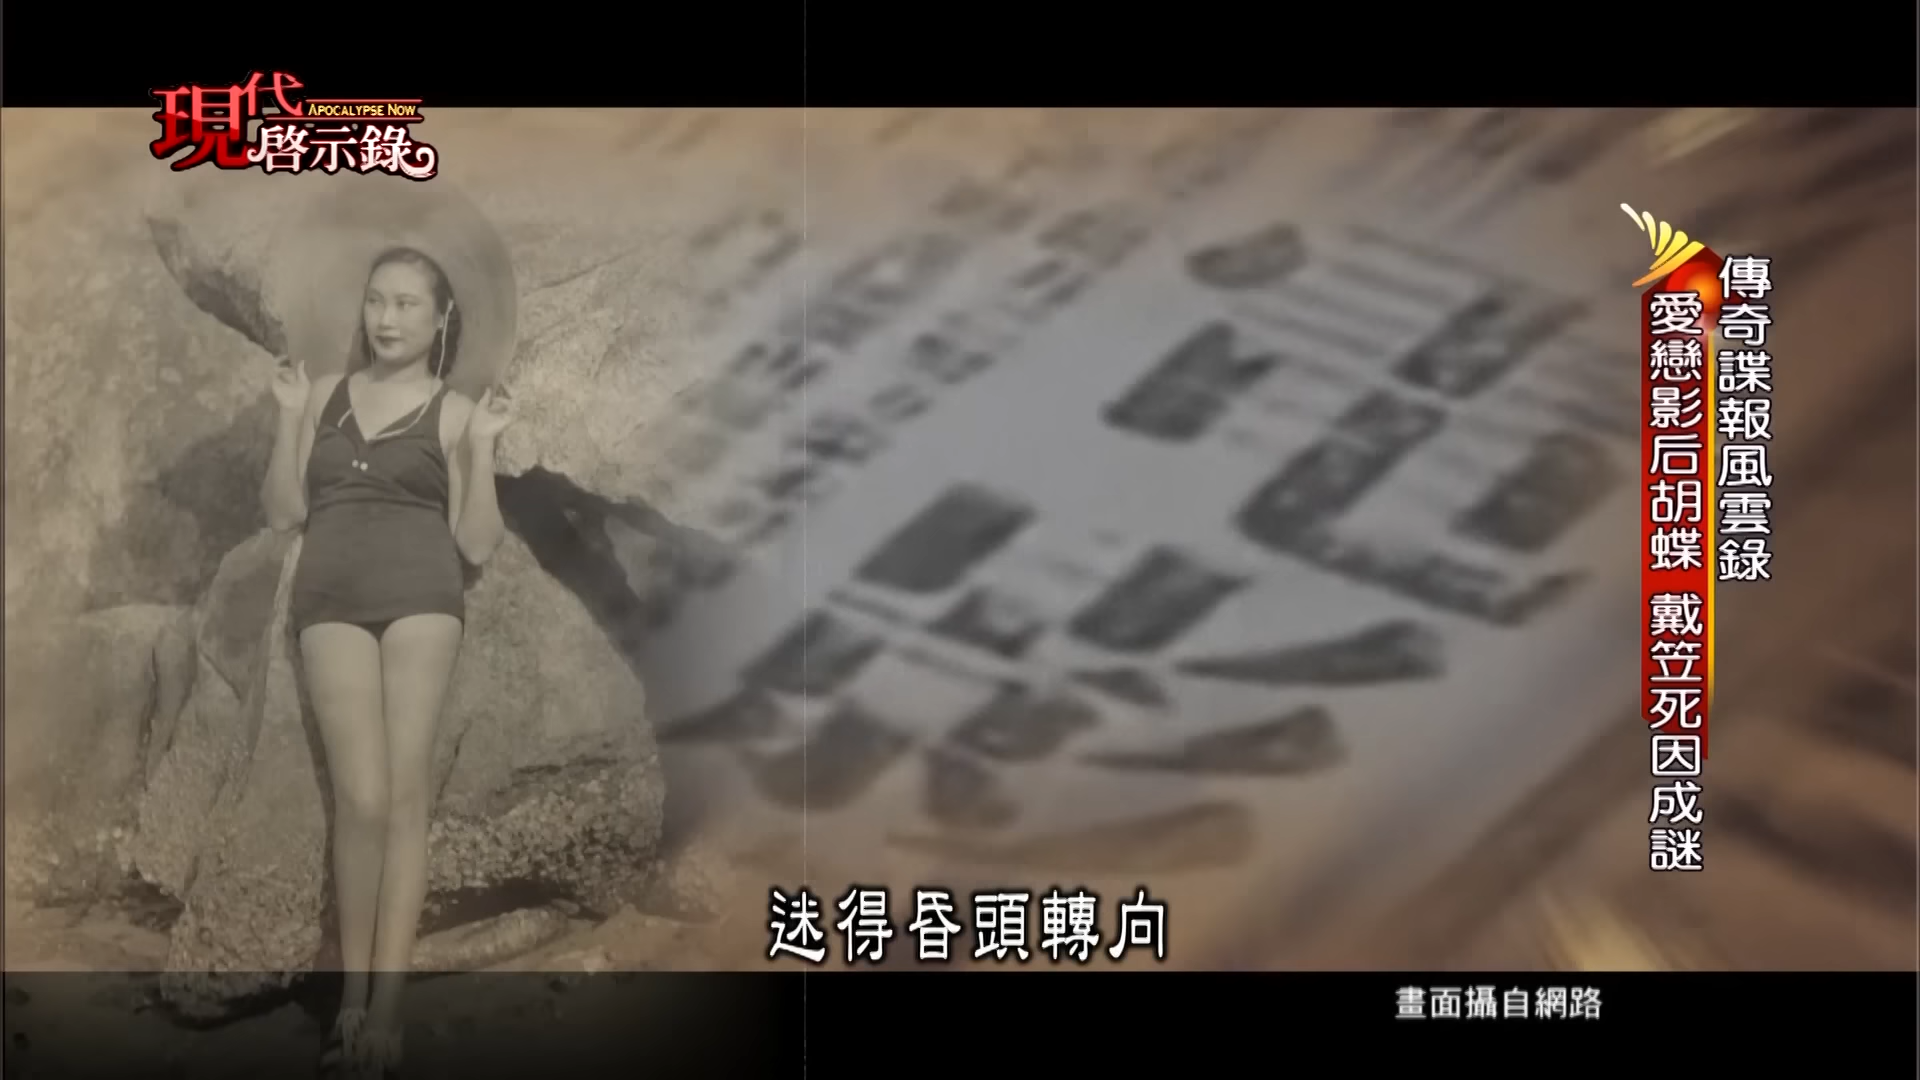 現代
APOCALYPSE NOW
啓示錄
傳奇諜報風雲錄
愛戀影后胡蝶 戴笠死因成謎
迷得昏頭轉向
畫面攝自網路